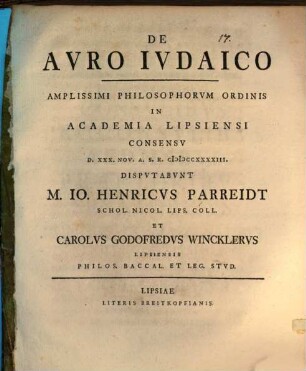 DE
17.
AVRO IVDAICO
AMPLISSIMI PHILOSOPHORVM ORDINIS
IN
ACADEMIA LIPSIENSI
CONSENSV
D. XXX. NOV. A. S. R. cIↄIↄccxxxxIII.
DISPVTABVNT
M. IO. HENRICVS PARREIDT
SCHOL. NICOL. LIPS. COLL.
ET
CAROLVS GODOFREDVS WINCKLERVS
LIPSIENSIS
PHILOS. BACCAL. ET LEG. STVD.
LIPSIAE
LITERIS BREITKOPFIANIS.